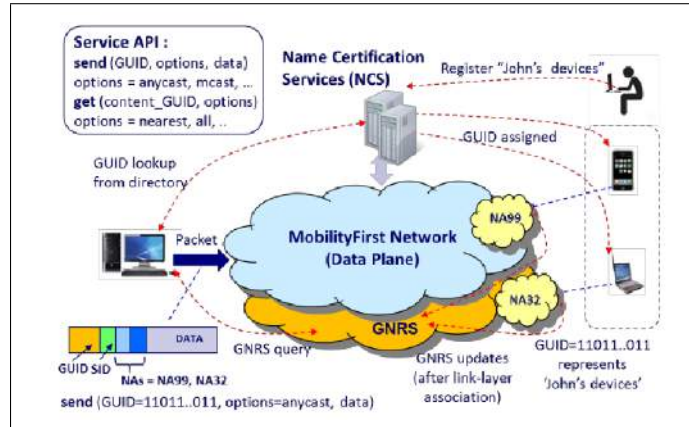 Service API :
send (GUID, options, data)
options = anycast, mcast, ...
get (content_GUID, options)
options = nearest, all, ..
Name Certification
Services (NCS)
Register "John's devices"
GUID assigned
GUID lookup
from directory
Packet
MobilityFirst Network
(Data Plane)
NA99
NA32
GNRS
DATA
GUID SID
NAs = NA99, NA32
GNRS query
GNRS updates
(after link-layer
association)
GUID=11011..011
represents
'John's devices'
send (GUID=11011..011, options=anycast, data)